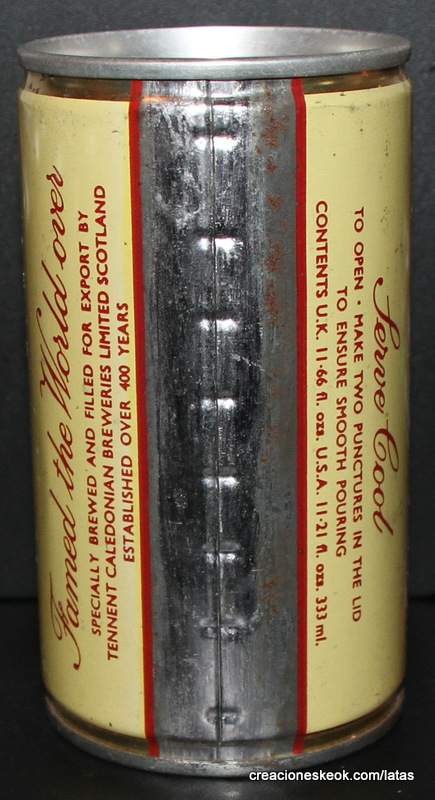 Famed the World over
SPECIALLY BREWED AND FILLED FOR EXPORT BY
TENNENT CALEDONIAN BREWERIES LIMITED SCOTLAND
ESTABLISHED OVER 400 YEARS
Serve Cool
TO OPEN · MAKE TWO PUNCTURES IN THE LID
TO ENSURE SMOOTH POURING
CONTENTS U.K. 11·66 fl. ozs. U.S.A. 11·21 fl. ozs. 333 ml.
creacioneskeok.com/latas